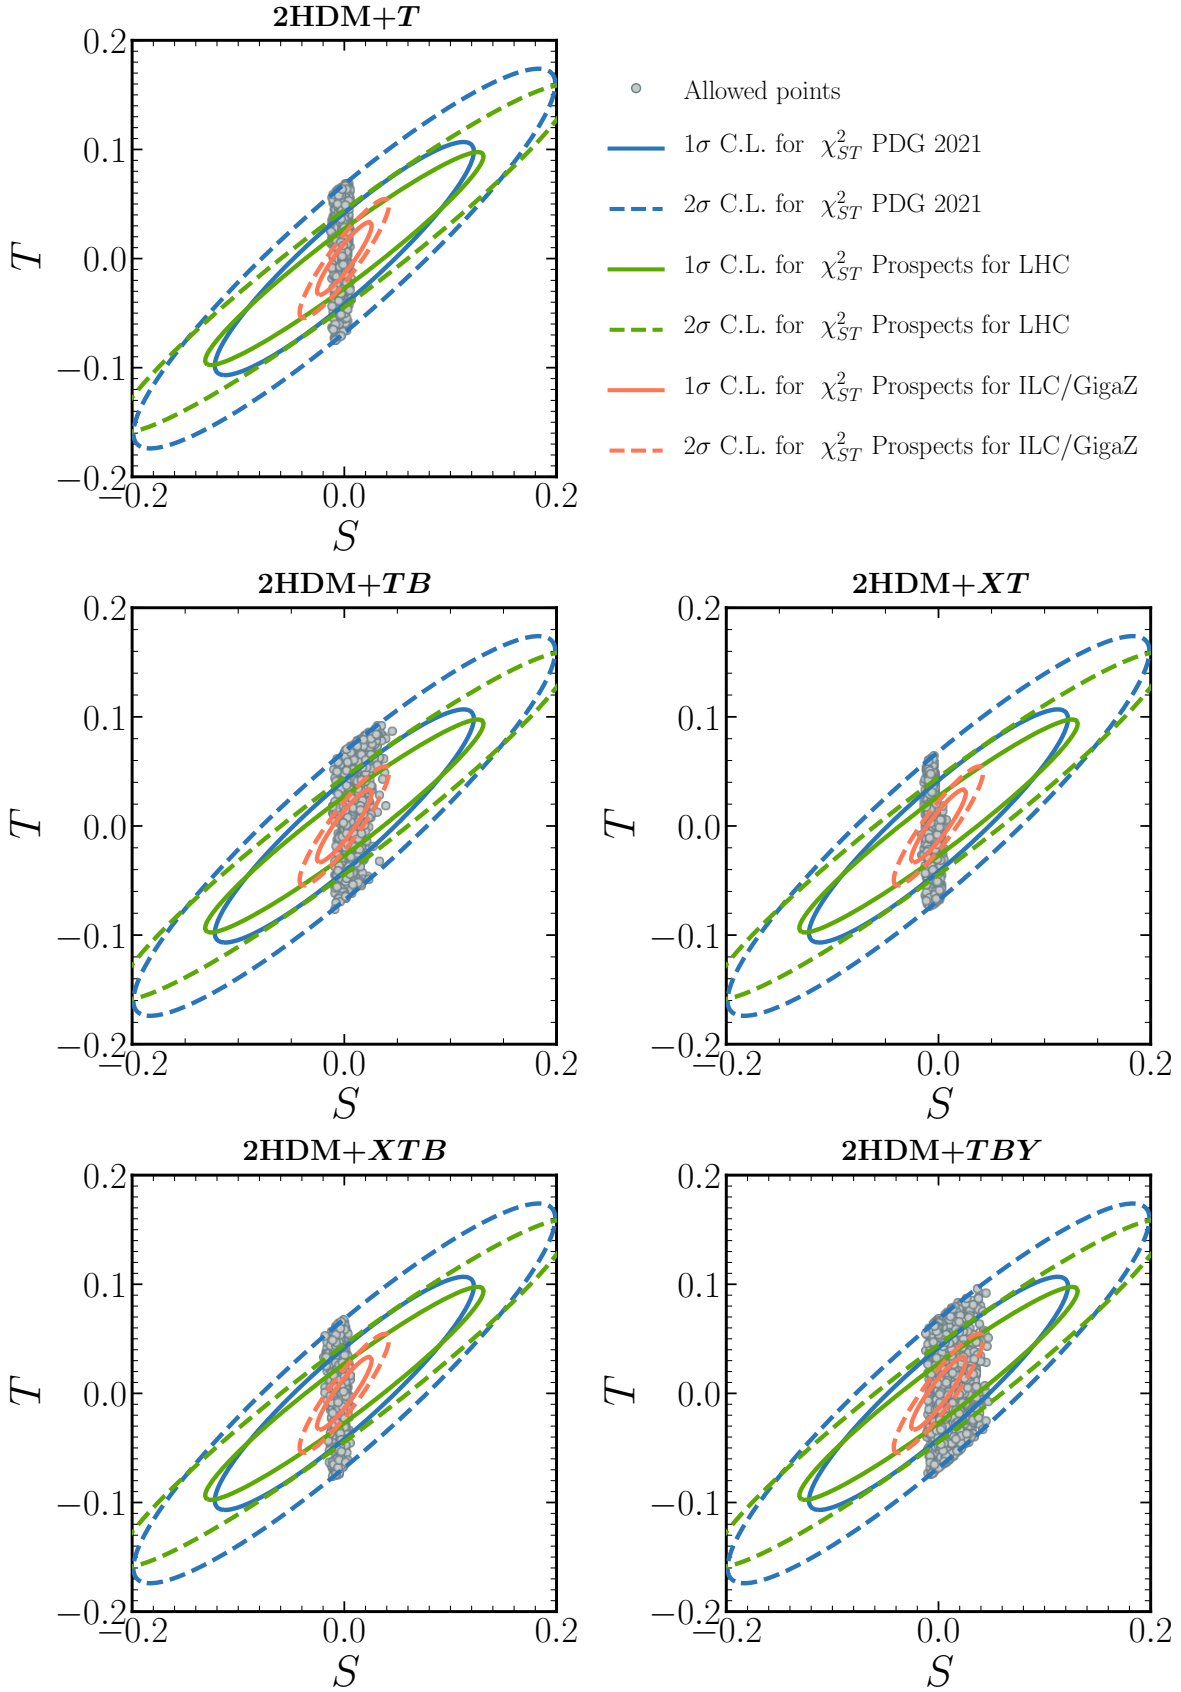 2HDM+T
0.2
0.1
0.0
−0.1
−0.2
−0.2 0.0 0.2
T
S
Allowed points
1σ C.L. for χ²_ST PDG 2021
2σ C.L. for χ²_ST PDG 2021
1σ C.L. for χ²_ST Prospects for LHC
2σ C.L. for χ²_ST Prospects for LHC
1σ C.L. for χ²_ST Prospects for ILC/GigaZ
2σ C.L. for χ²_ST Prospects for ILC/GigaZ
2HDM+TB
0.2
0.1
0.0
−0.1
−0.2
−0.2 0.0 0.2
T
S
2HDM+XT
0.2
0.1
0.0
−0.1
−0.2
−0.2 0.0 0.2
T
S
2HDM+XTB
0.2
0.1
0.0
−0.1
−0.2
−0.2 0.0 0.2
T
S
2HDM+TBY
0.2
0.1
0.0
−0.1
−0.2
−0.2 0.0 0.2
T
S